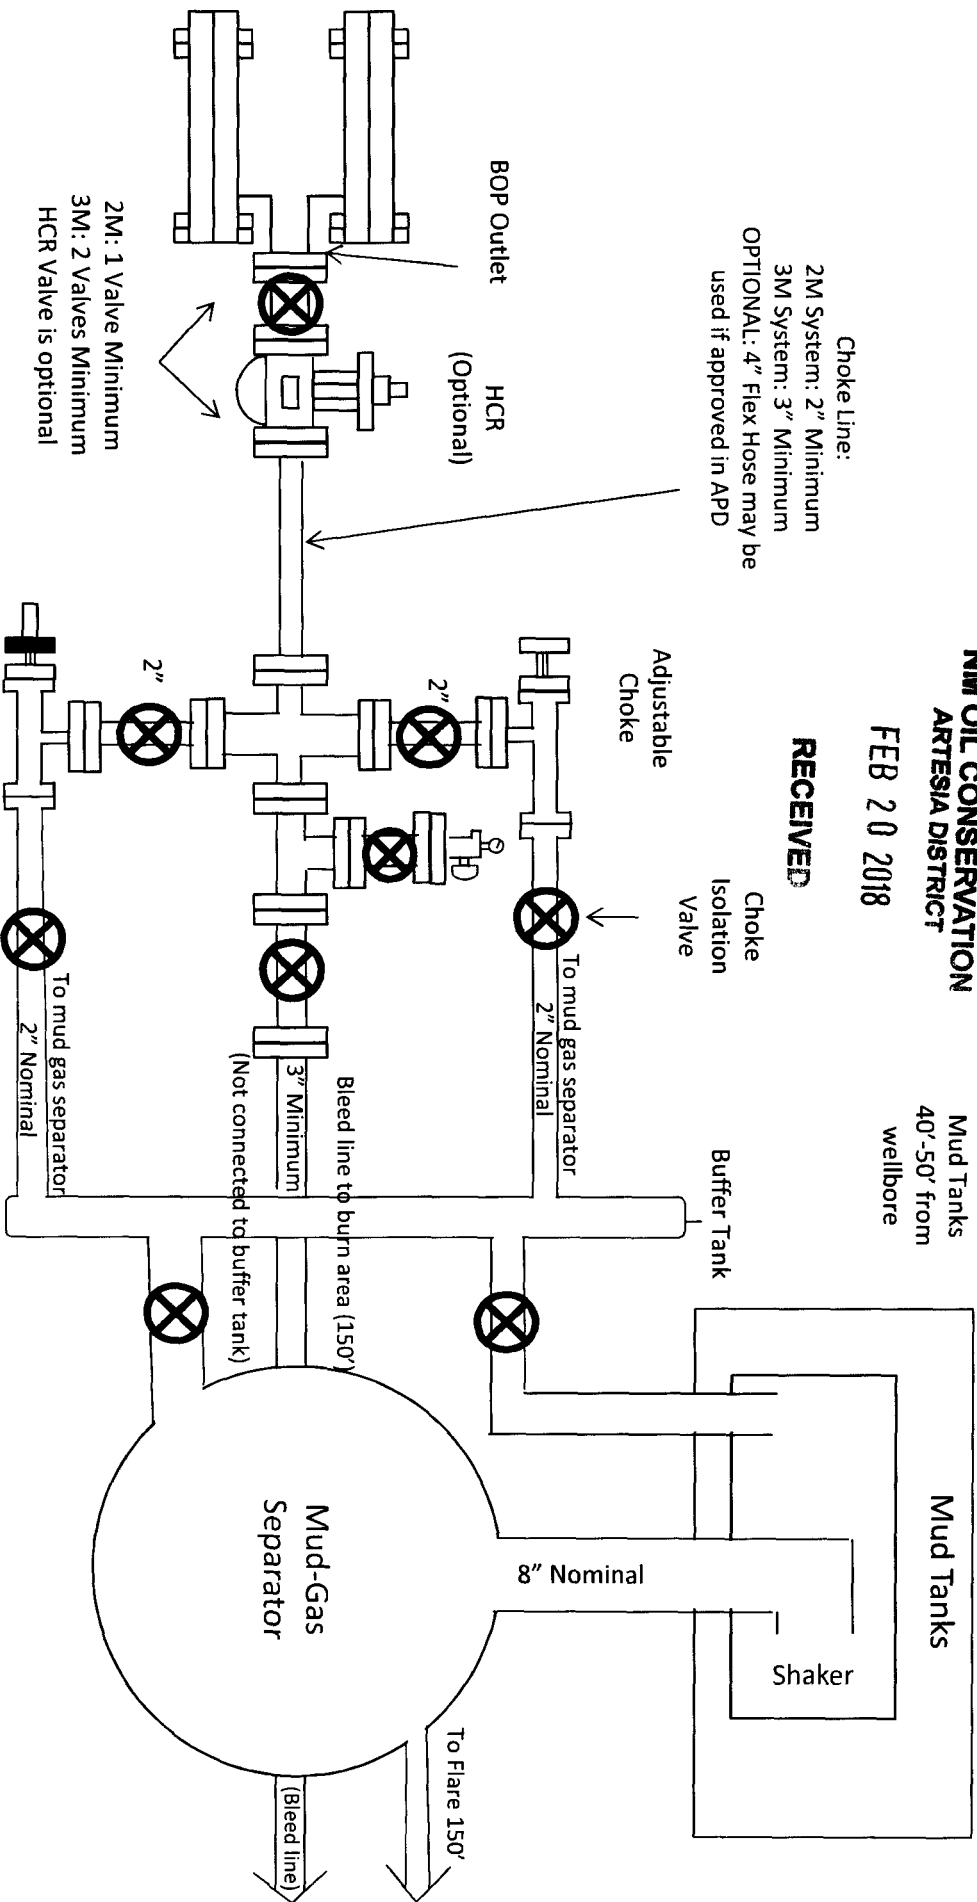 NM OIL CONSERVATION
ARTESIA DISTRICT
FEB 20 2018
RECEIVED
Choke Line:
2M System: 2” Minimum
3M System: 3” Minimum
OPTIONAL: 4” Flex Hose may be
used if approved in APD
Mud Tanks
40’-50’ from
wellbore
BOP Outlet
HCR
(Optional)
Adjustable
Choke
Choke
Isolation
Valve
Buffer Tank
Mud Tanks
Shaker
8” Nominal
2”
To mud gas separator
2” Nominal
2M: 1 Valve Minimum
3M: 2 Valves Minimum
HCR Valve is optional
Bleed line to burn area (150’)
3” Minimum
(Not connected to buffer tank)
Mud-Gas
Separator
To Flare 150’
(Bleed line)
2”
To mud gas separator
2” Nominal